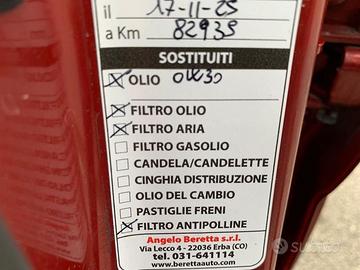 il 17-11-25
a Km 82935
SOSTITUITI
OLIO 0W30
FILTRO OLIO
FILTRO ARIA
FILTRO GASOLIO
CANDELA/CANDELETTE
CINGHIA DISTRIBUZIONE
OLIO DEL CAMBIO
PASTIGLIE FRENI
FILTRO ANTIPOLLINE
Angelo Beretta s.r.l.
Via Lecco 4 - 22036 Erba (CO)
tel. 031-641114
www.berettaauto.com
subito